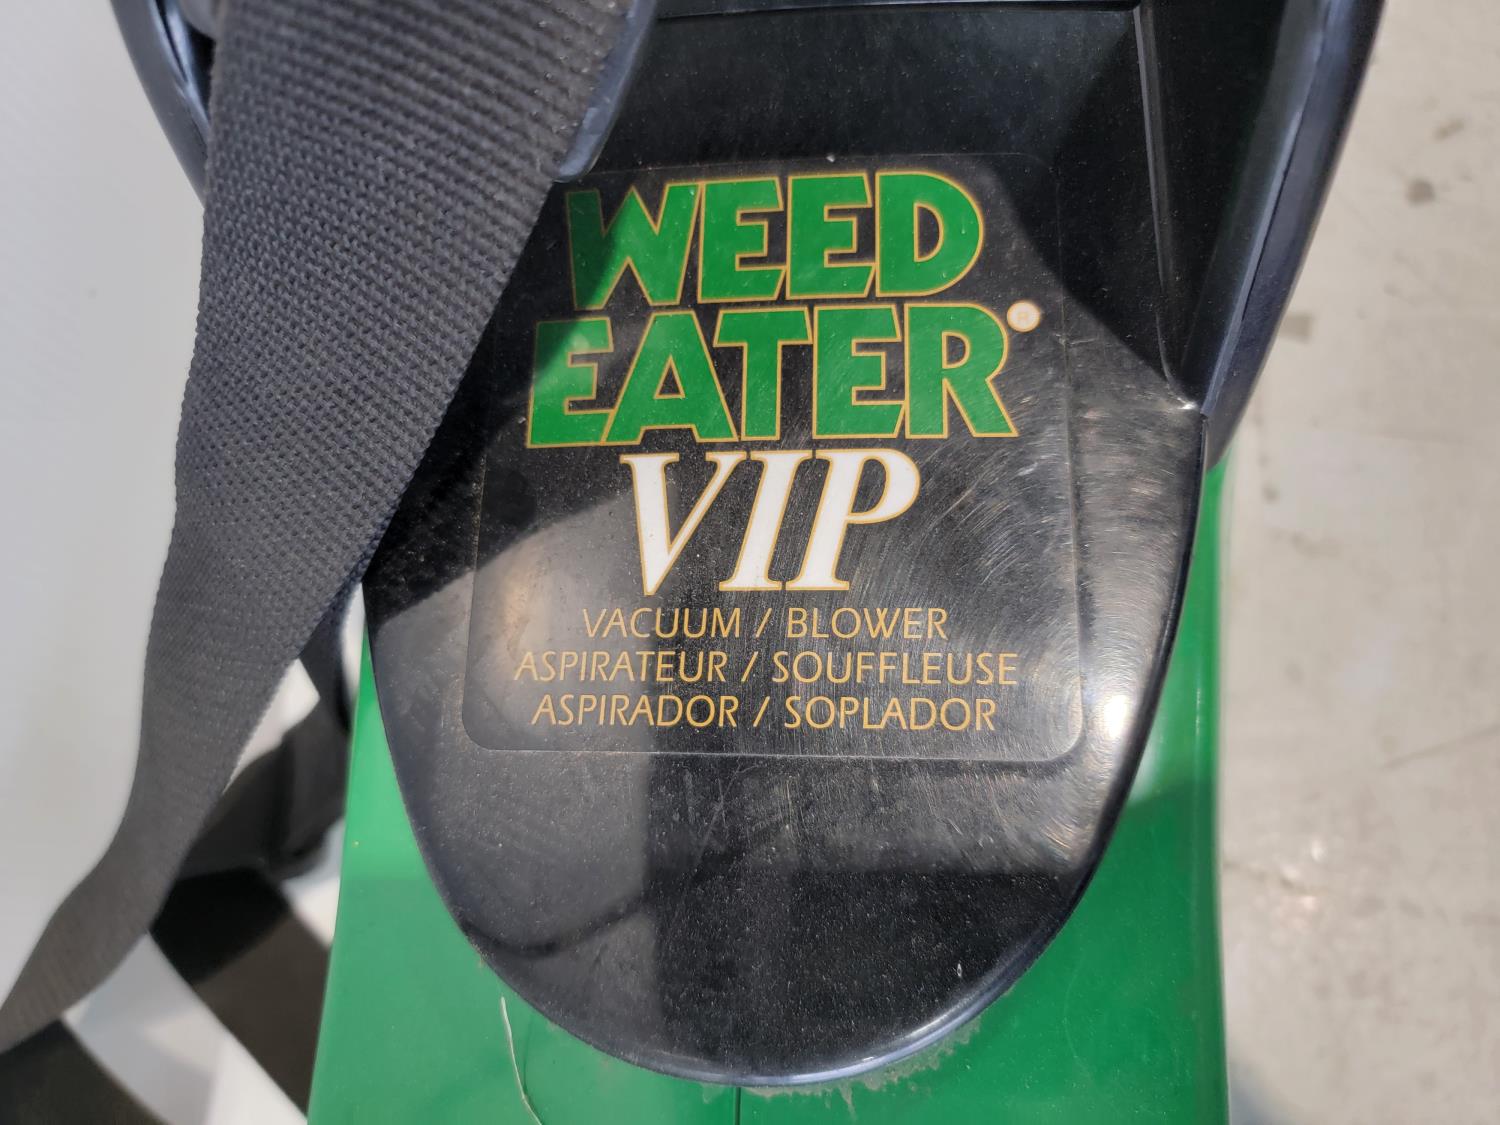 WEED
EATER®
VIP
VACUUM / BLOWER
ASPIRATEUR / SOUFFLEUSE
ASPIRADOR / SOPLADOR